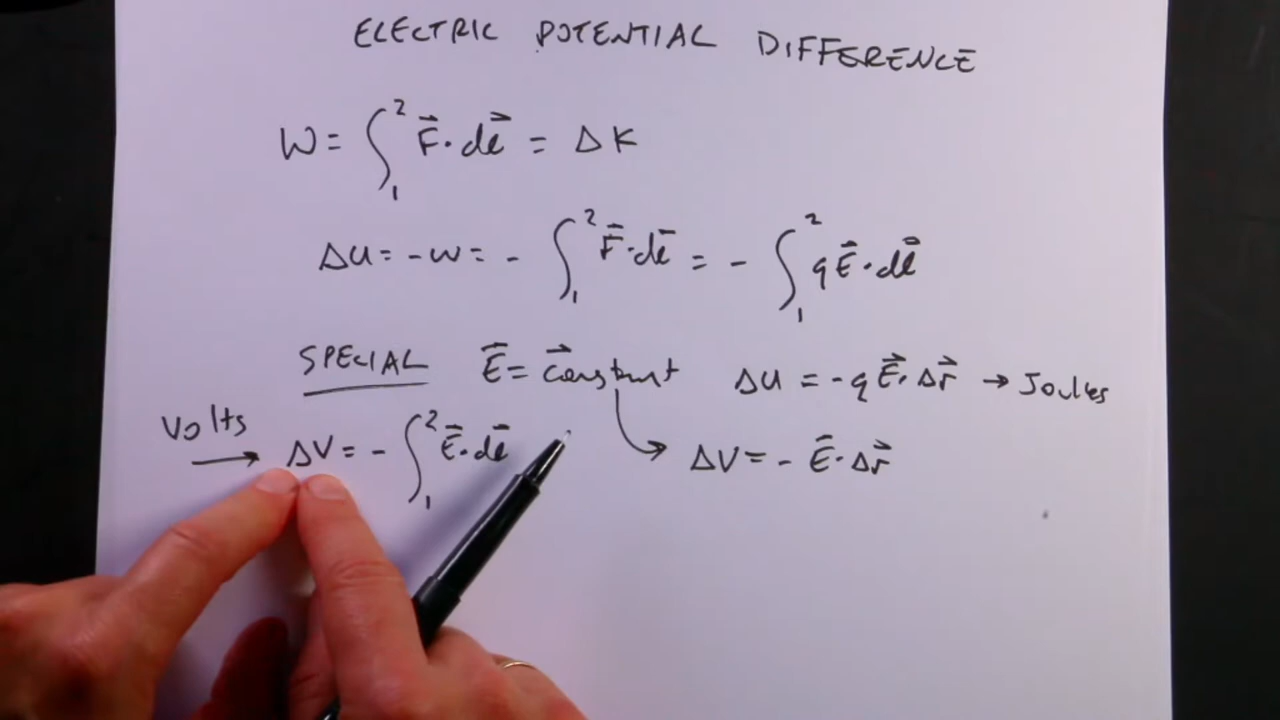 ELECTRIC POTENTIAL DIFFERENCE
W = ∫₁² F⃗·dℓ⃗ = ΔK
ΔU = -W = - ∫₁² F⃗·dℓ⃗ = - ∫₁² qE⃗·dℓ⃗
SPECIAL E⃗ = constant⃗ ΔU = -qE⃗·Δr⃗ → Joules
Volts
→ ΔV = - ∫₁² E⃗·dℓ⃗ ΔV = - E⃗·Δr⃗